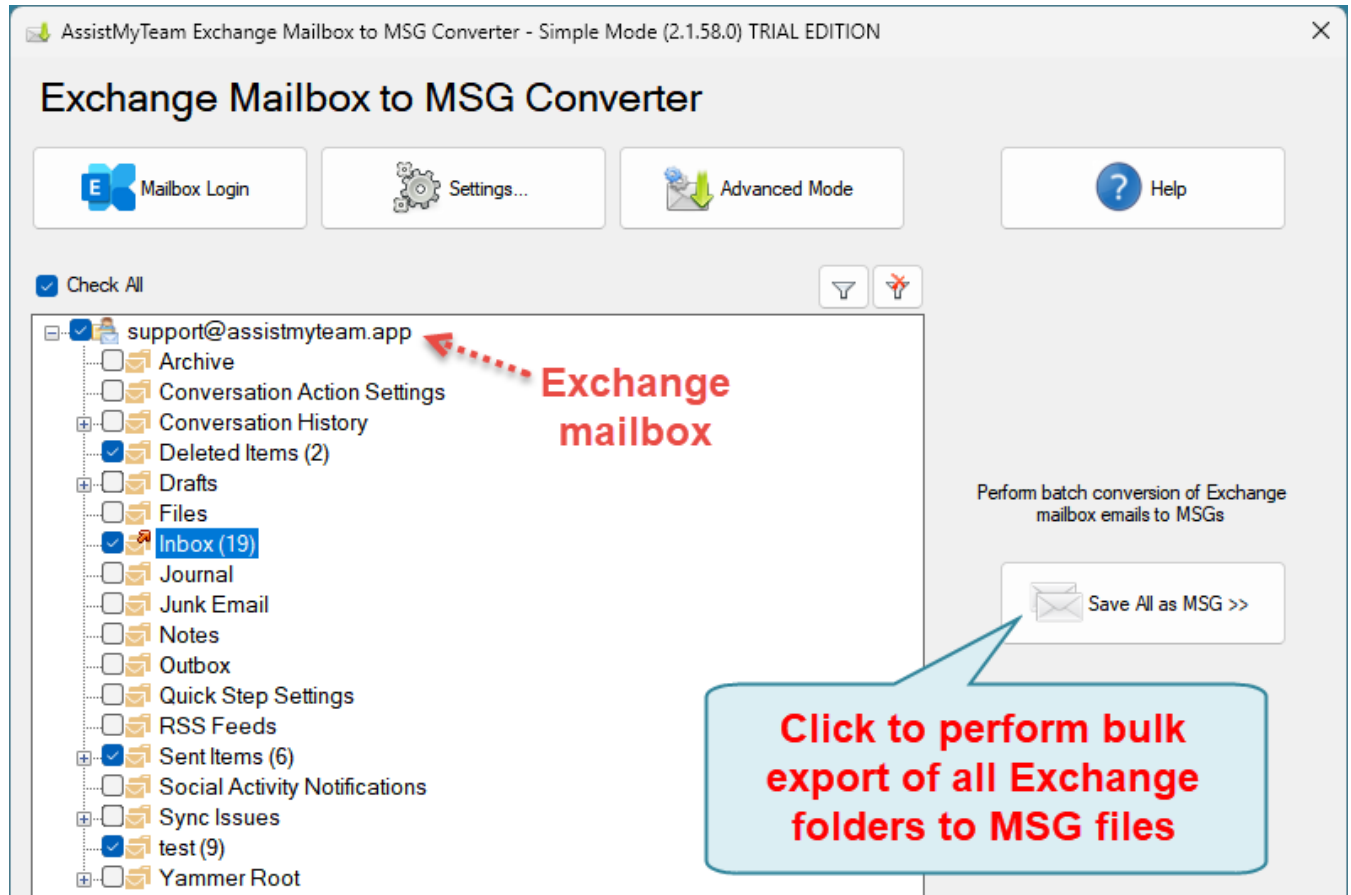 AssistMyTeam Exchange Mailbox to MSG Converter - Simple Mode (2.1.58.0) TRIAL EDITION
Exchange Mailbox to MSG Converter
E Mailbox Login
Settings...
Advanced Mode
? Help
Check All
support@assistmyteam.app
Archive
Conversation Action Settings
Conversation History
Deleted Items (2)
Drafts
Files
Inbox (19)
Journal
Junk Email
Notes
Outbox
Quick Step Settings
RSS Feeds
Sent Items (6)
Social Activity Notifications
Sync Issues
test (9)
Yammer Root
Exchange
mailbox
Perform batch conversion of Exchange
mailbox emails to MSGs
Save All as MSG >>
Click to perform bulk
export of all Exchange
folders to MSG files